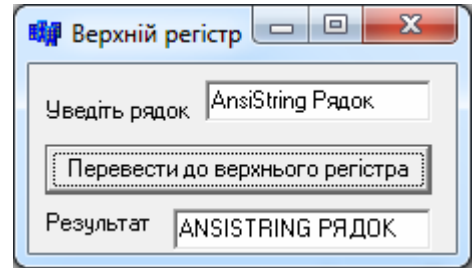 Верхній регістр
Уведіть рядок AnsiString Рядок
Перевести до верхнього регістра
Результат ANSISTRING РЯДОК